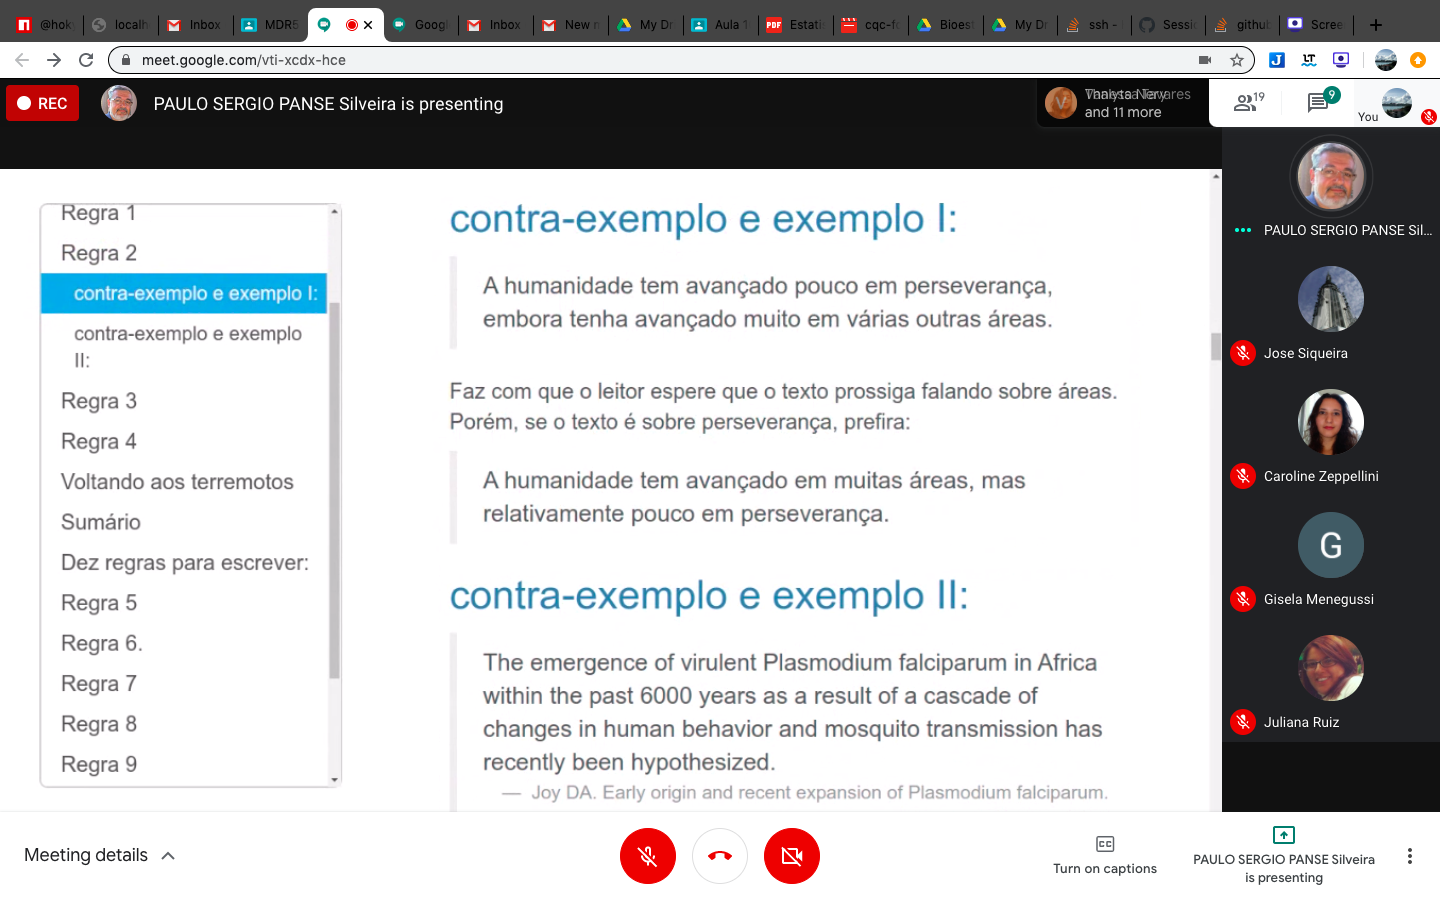 @hok
localh
Inbox
MDR5
Googl
Inbox
New m
My Dr
Aula 1
PDF
Estati
cqc-fo
Bioest
My Dr
ssh -
Sessio
github
Scree
meet.google.com/vti-xcdx-hce
REC
PAULO SERGIO PANSE Silveira is presenting
V
and 11 more
19
9
You
Regra 1
Regra 2
contra-exemplo e exemplo I:
contra-exemplo e exemplo
II:
Regra 3
Regra 4
Voltando aos terremotos
Sumário
Dez regras para escrever:
Regra 5
Regra 6.
Regra 7
Regra 8
Regra 9
contra-exemplo e exemplo I:
A humanidade tem avançado pouco em perseverança,
embora tenha avançado muito em várias outras áreas.
Faz com que o leitor espere que o texto prossiga falando sobre áreas.
Porém, se o texto é sobre perseverança, prefira:
A humanidade tem avançado em muitas áreas, mas
relativamente pouco em perseverança.
contra-exemplo e exemplo II:
The emergence of virulent Plasmodium falciparum in Africa
within the past 6000 years as a result of a cascade of
changes in human behavior and mosquito transmission has
recently been hypothesized.
— Joy DA. Early origin and recent expansion of Plasmodium falciparum.
PAULO SERGIO PANSE Sil...
Jose Siqueira
Caroline Zeppellini
G
Gisela Menegussi
Juliana Ruiz
Meeting details
CC
Turn on captions
PAULO SERGIO PANSE Silveira
is presenting